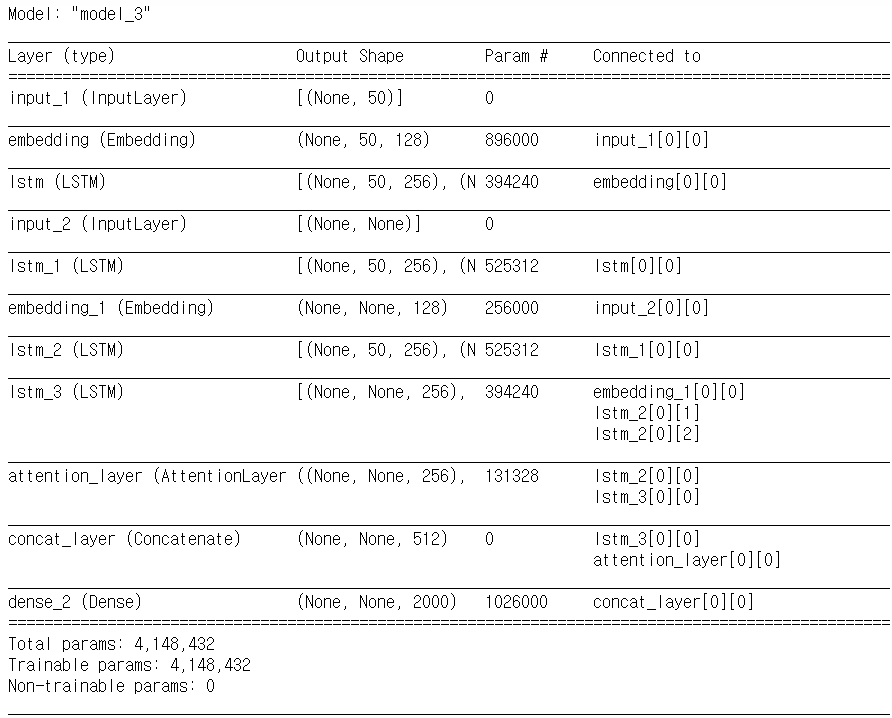 Model: "model_3"
Layer (type) Output Shape Param # Connected to
input_1 (InputLayer) [(None, 50)] 0
embedding (Embedding) (None, 50, 128) 896000 input_1[0][0]
lstm (LSTM) [(None, 50, 256), (N 394240 embedding[0][0]
input_2 (InputLayer) [(None, None)] 0
lstm_1 (LSTM) [(None, 50, 256), (N 525312 lstm[0][0]
embedding_1 (Embedding) (None, None, 128) 256000 input_2[0][0]
lstm_2 (LSTM) [(None, 50, 256), (N 525312 lstm_1[0][0]
lstm_3 (LSTM) [(None, None, 256), 394240 embedding_1[0][0]
lstm_2[0][1]
lstm_2[0][2]
attention_layer (AttentionLayer ((None, None, 256), 131328 lstm_2[0][0]
lstm_3[0][0]
concat_layer (Concatenate) (None, None, 512) 0 lstm_3[0][0]
attention_layer[0][0]
dense_2 (Dense) (None, None, 2000) 1026000 concat_layer[0][0]
Total params: 4,148,432
Trainable params: 4,148,432
Non-trainable params: 0